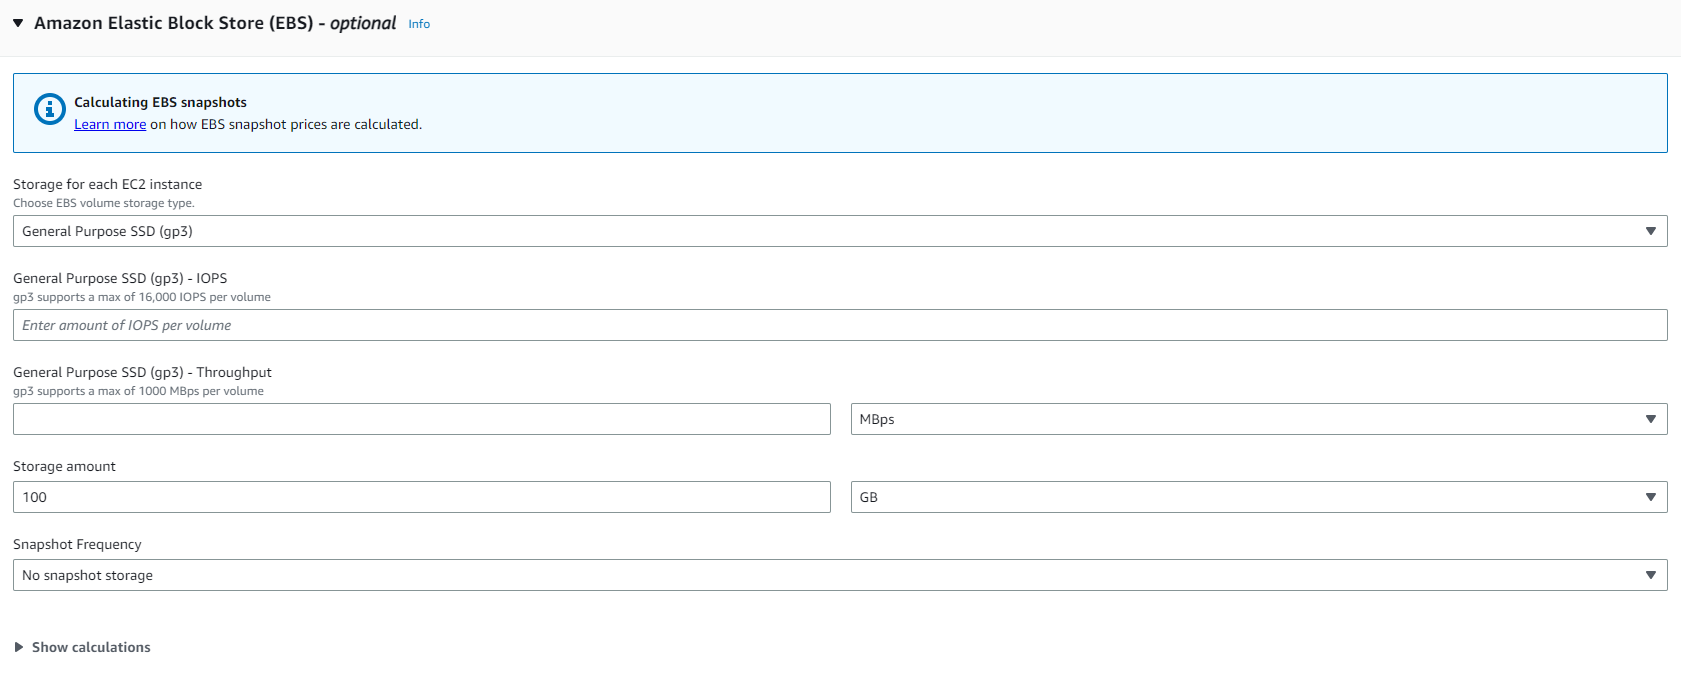 Amazon Elastic Block Store (EBS) - optional Info
Calculating EBS snapshots
Learn more on how EBS snapshot prices are calculated.
Storage for each EC2 instance
Choose EBS volume storage type.
General Purpose SSD (gp3)
General Purpose SSD (gp3) - IOPS
gp3 supports a max of 16,000 IOPS per volume
Enter amount of IOPS per volume
General Purpose SSD (gp3) - Throughput
gp3 supports a max of 1000 MBps per volume
MBps
Storage amount
100 GB
Snapshot Frequency
No snapshot storage
Show calculations